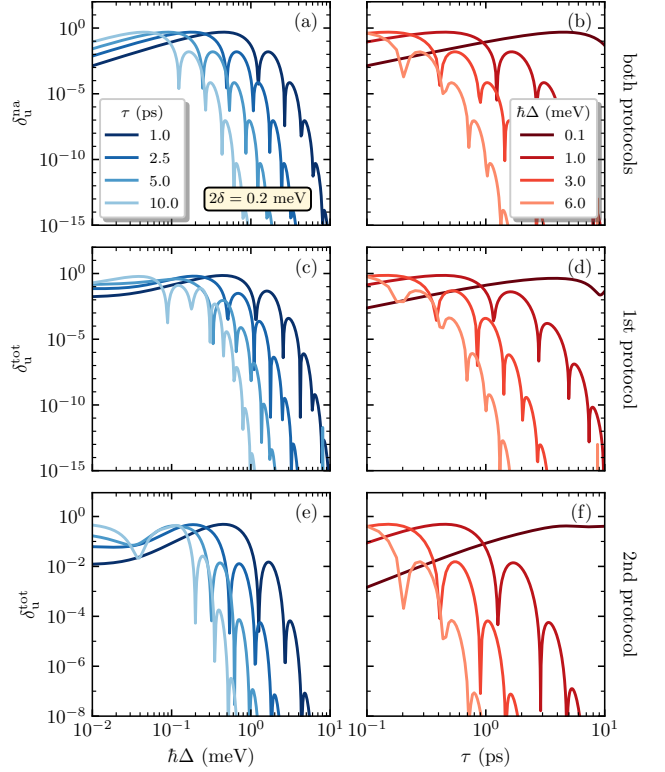 (a)
(b)
10^0
10^-5
10^-10
10^-15
δ_u^na
τ (ps)
1.0
2.5
5.0
10.0
2δ = 0.2 meV
ℏΔ (meV)
0.1
1.0
3.0
6.0
both protocols
(c)
(d)
10^0
10^-5
10^-10
10^-15
δ_u^tot
1st protocol
(e)
(f)
10^0
10^-2
10^-4
10^-6
10^-8
δ_u^tot
2nd protocol
10^-2
10^-1
10^0
10^1
10^-1
10^0
10^1
ℏΔ (meV)
τ (ps)